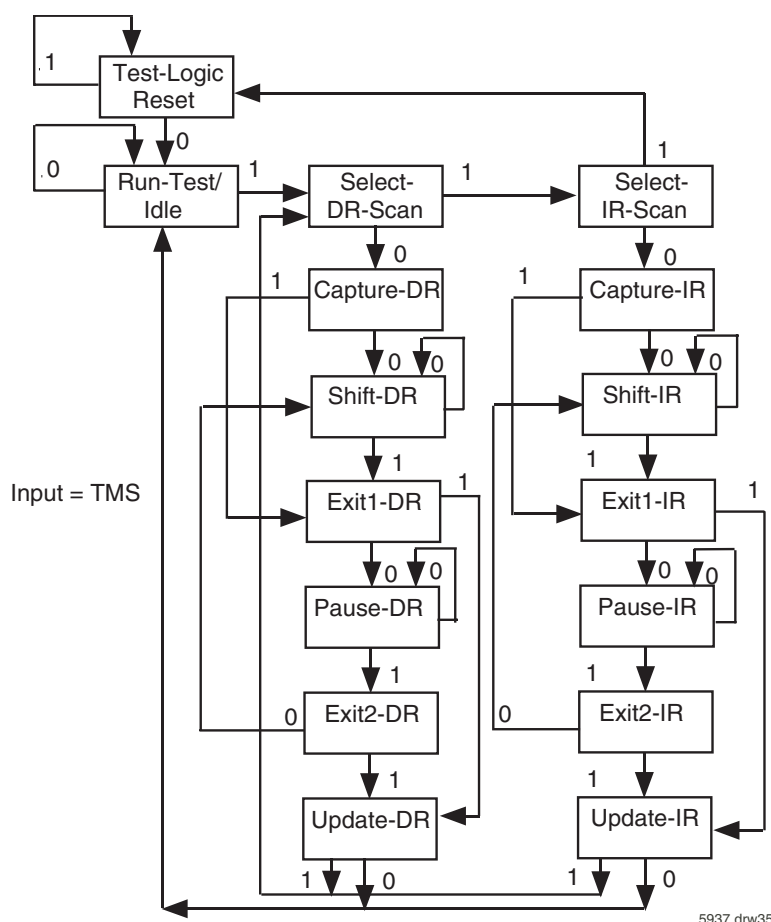 1
Test-Logic
Reset
0
1
0
Run-Test/
Idle
1
Select-
DR-Scan
1
Select-
IR-Scan
0
0
1
Capture-DR
1
Capture-IR
0
0
0
0
Shift-DR
Shift-IR
1
1
Input = TMS
Exit1-DR
1
Exit1-IR
1
0
0
0
0
Pause-DR
Pause-IR
1
1
0
Exit2-DR
0
Exit2-IR
1
1
Update-DR
Update-IR
1
0
1
0
5937 drw35